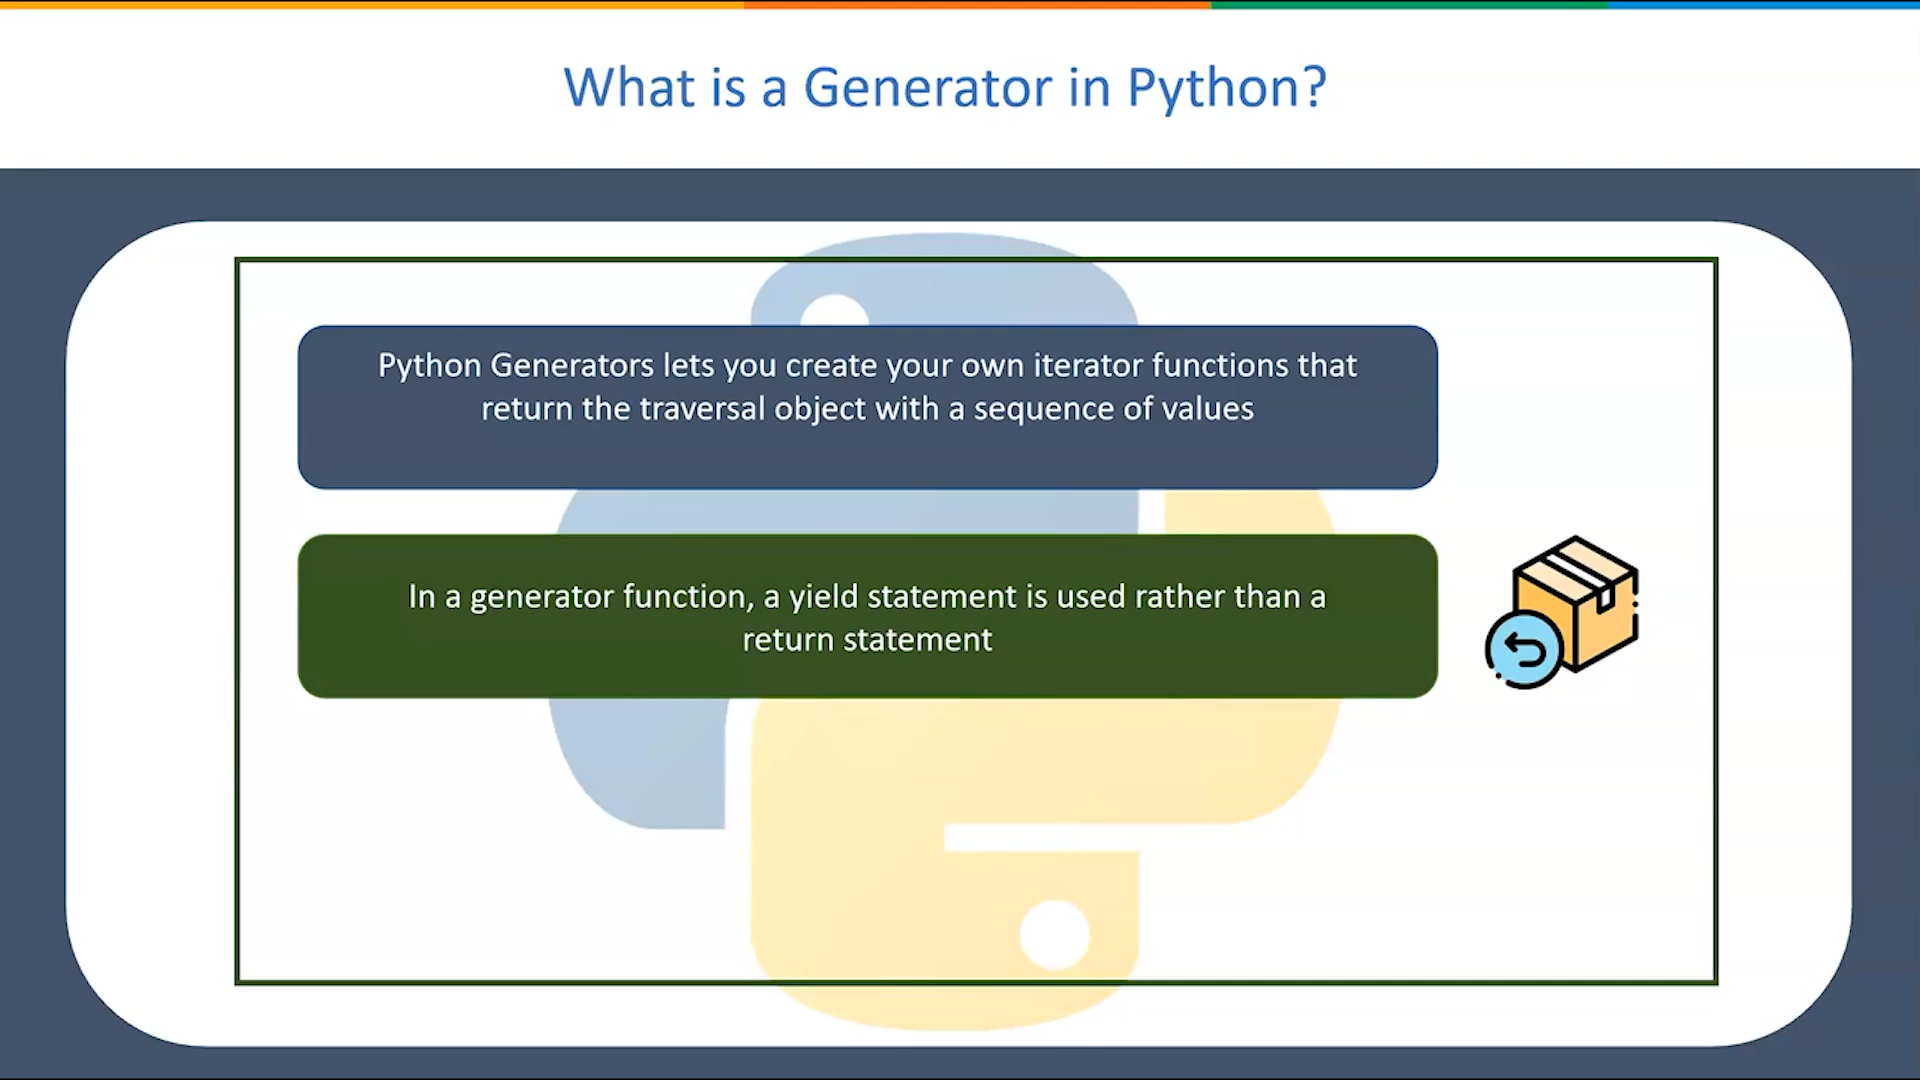 What is a Generator in Python?
Python Generators lets you create your own iterator functions that
return the traversal object with a sequence of values
In a generator function, a yield statement is used rather than a
return statement